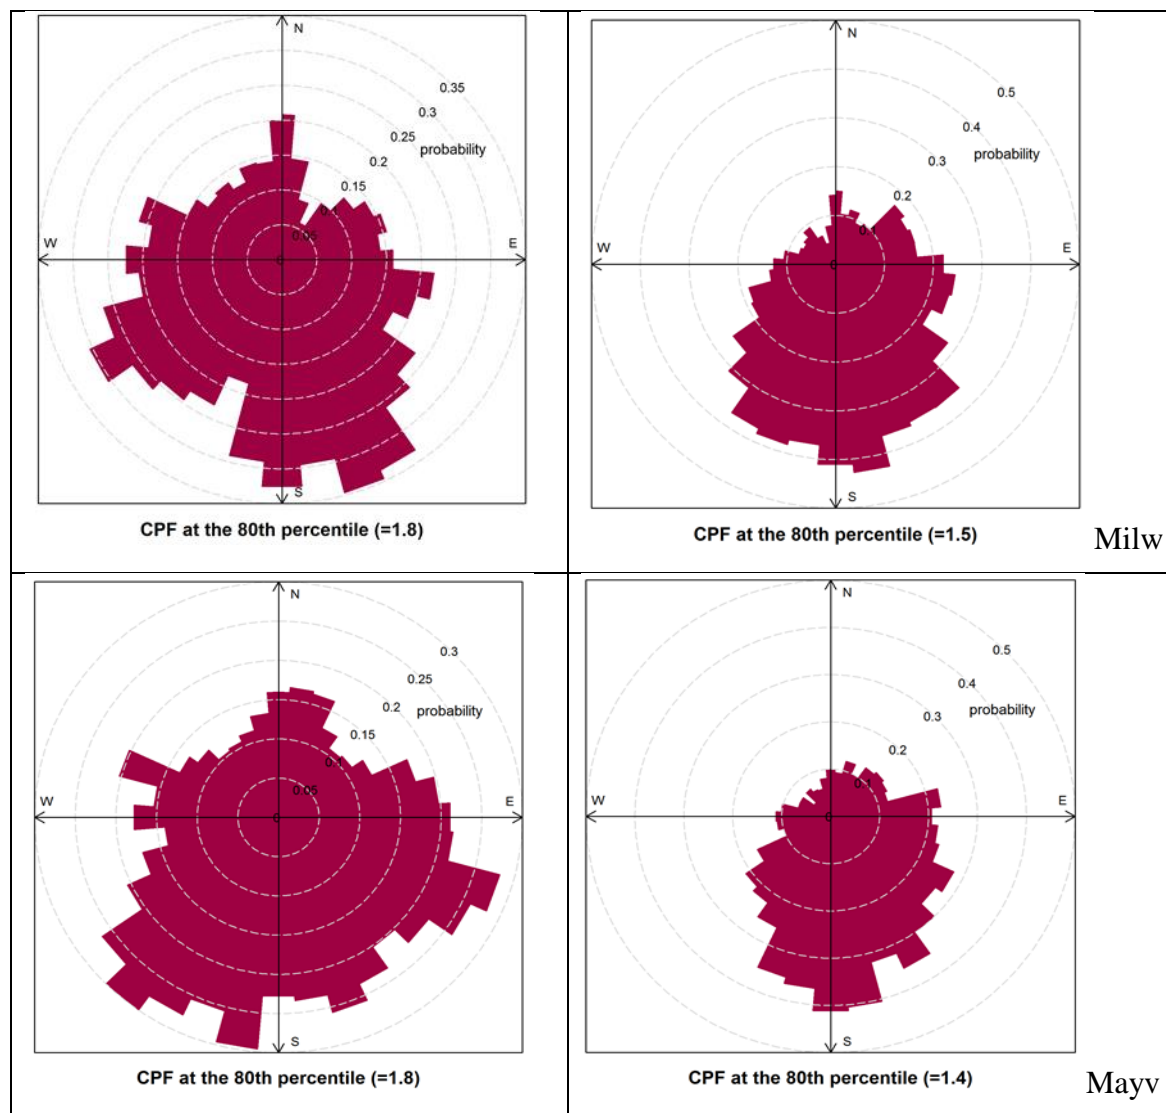 N
0.35
0.3
0.25
probability
0.2
0.15
0.1
0.05
W
E
0
S
CPF at the 80th percentile (=1.8)
N
0.5
0.4
probability
0.3
0.2
0.1
W
E
0
S
CPF at the 80th percentile (=1.5)
Milw
N
0.3
0.25
0.2
probability
0.15
0.1
0.05
W
E
0
S
CPF at the 80th percentile (=1.8)
N
0.5
0.4
probability
0.3
0.2
0.1
W
E
0
S
CPF at the 80th percentile (=1.4)
Mayv